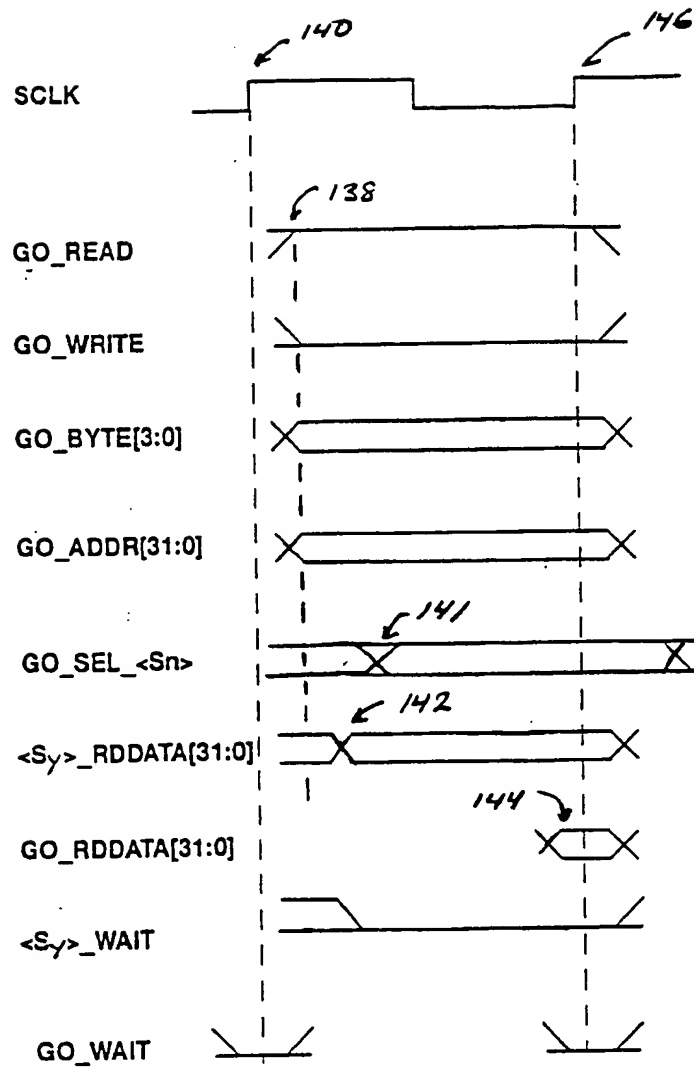 140
146
SCLK
138
GO_READ
GO_WRITE
GO_BYTE[3:0]
GO_ADDR[31:0]
141
GO_SEL_<Sn>
142
<Sy>_RDDATA[31:0]
144
GO_RDDATA[31:0]
<Sy>_WAIT
GO_WAIT